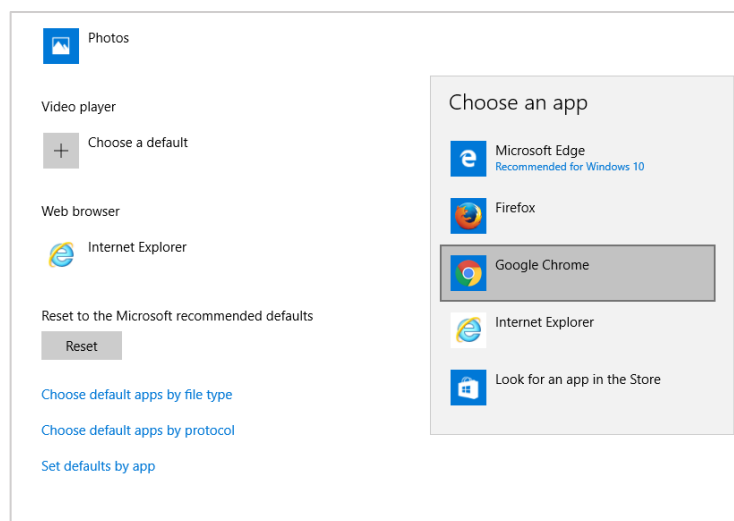 Photos
Video player
Choose a default
Web browser
Internet Explorer
Reset to the Microsoft recommended defaults
Reset
Choose default apps by file type
Choose default apps by protocol
Set defaults by app
Choose an app
Microsoft Edge
Recommended for Windows 10
Firefox
Google Chrome
Internet Explorer
Look for an app in the Store